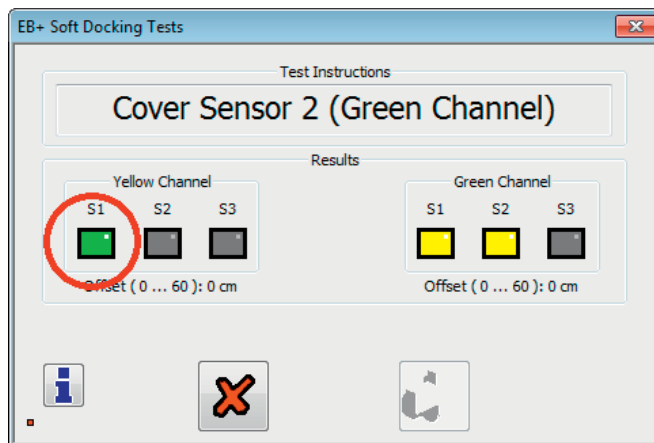 EB+ Soft Docking Tests
Test Instructions
Cover Sensor 2 (Green Channel)
Results
Yellow Channel
Green Channel
S1 S2 S3
S1 S2 S3
Offset ( 0 ... 60 ): 0 cm
Offset ( 0 ... 60 ): 0 cm